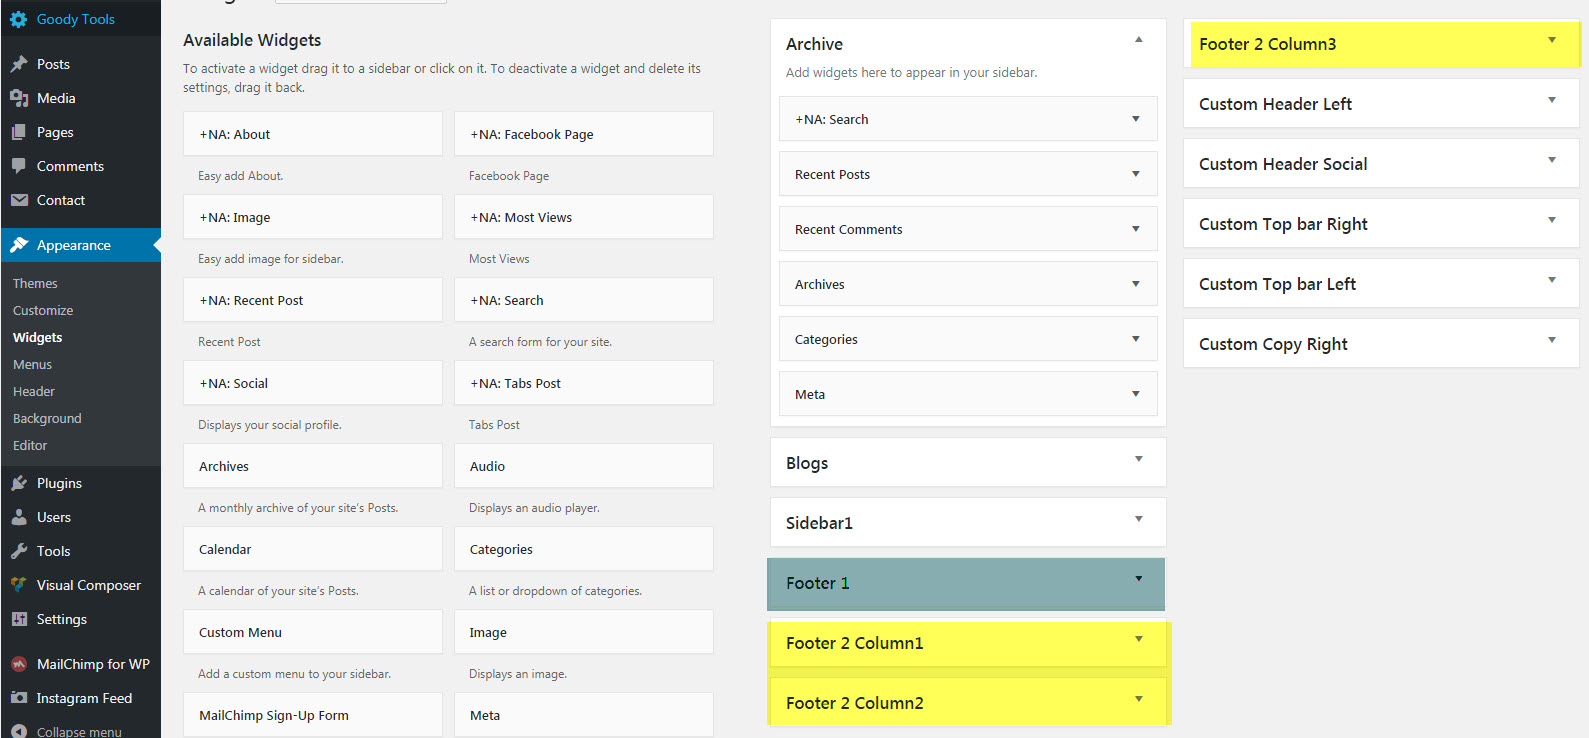 Goody Tools
Posts
Media
Pages
Comments
Contact
Appearance
Themes
Customize
Widgets
Menus
Header
Background
Editor
Plugins
Users
Tools
Visual Composer
Settings
MailChimp for WP
Instagram Feed
Collapse menu
Available Widgets
To activate a widget drag it to a sidebar or click on it. To deactivate a widget and delete its
settings, drag it back.
+NA: About
Easy add About.
+NA: Facebook Page
Facebook Page
+NA: Image
Easy add image for sidebar.
+NA: Most Views
Most Views
+NA: Recent Post
Recent Post
+NA: Search
A search form for your site.
+NA: Social
Displays your social profile.
+NA: Tabs Post
Tabs Post
Archives
A monthly archive of your site's Posts.
Audio
Displays an audio player.
Calendar
A calendar of your site's Posts.
Categories
A list or dropdown of categories.
Custom Menu
Add a custom menu to your sidebar.
Image
Displays an image.
MailChimp Sign-Up Form
Meta
Archive
Add widgets here to appear in your sidebar.
+NA: Search
Recent Posts
Recent Comments
Archives
Categories
Meta
Blogs
Sidebar1
Footer 1
Footer 2 Column1
Footer 2 Column2
Footer 2 Column3
Custom Header Left
Custom Header Social
Custom Top bar Right
Custom Top bar Left
Custom Copy Right